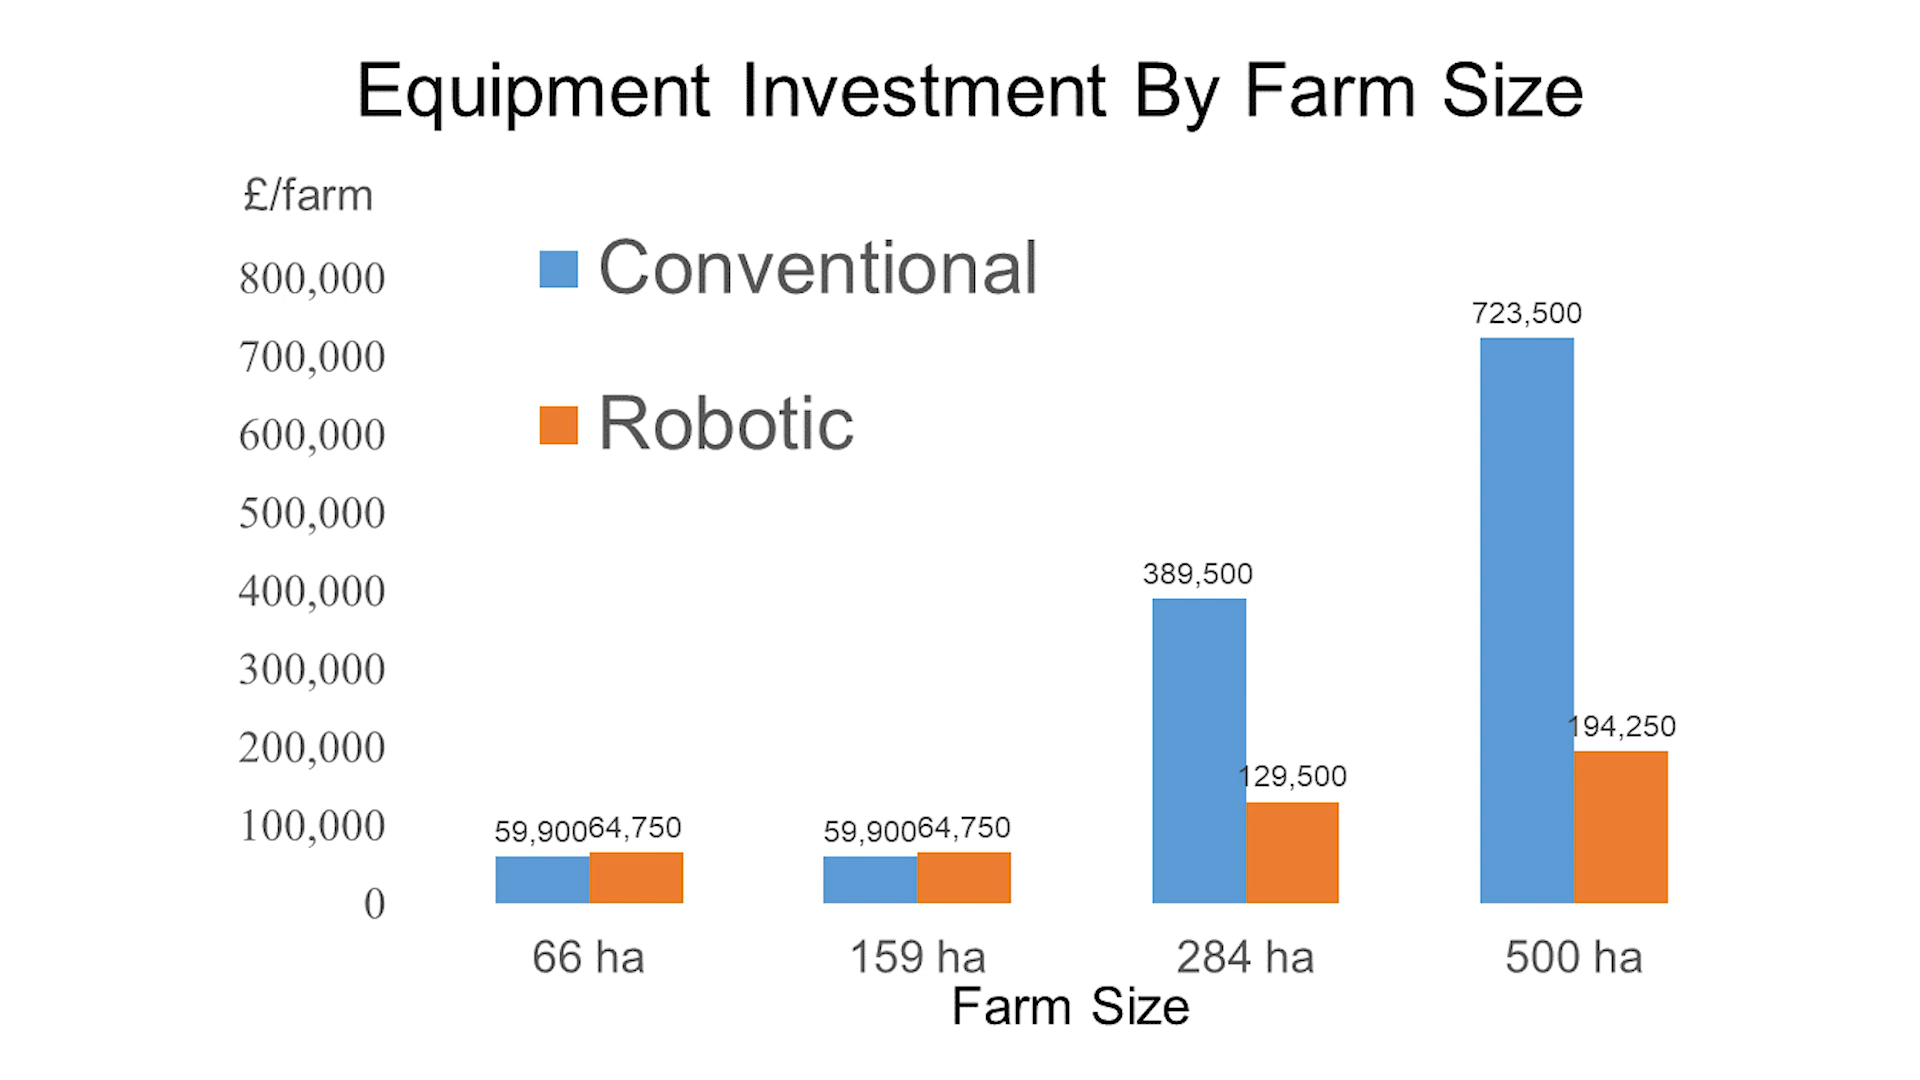 Equipment Investment By Farm Size
£/farm
800,000
700,000
600,000
500,000
400,000
300,000
200,000
100,000
0
Conventional
Robotic
59,900 64,750
59,900 64,750
389,500
129,500
723,500
194,250
66 ha
159 ha
284 ha
500 ha
Farm Size